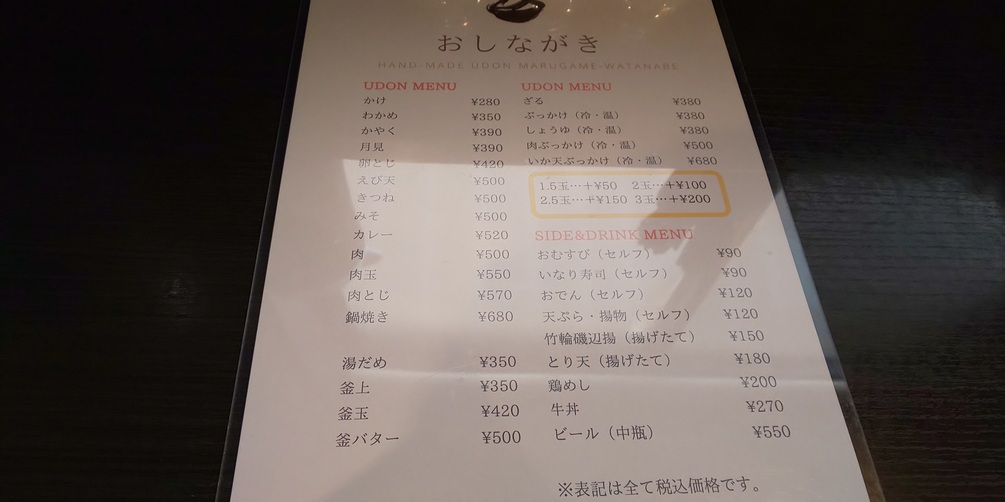 おしながき
HAND-MADE UDON MARUGAME-WATANABE
UDON MENU
かけ ¥280
わかめ ¥350
かやく ¥390
月見 ¥390
卵とじ ¥420
えび天 ¥500
きつね ¥500
みそ ¥500
カレー ¥520
肉 ¥500
肉玉 ¥550
肉とじ ¥570
鍋焼き ¥680
湯だめ ¥350
釜上 ¥350
釜玉 ¥420
釜バター ¥500
UDON MENU
ざる ¥380
ぶっかけ（冷・温） ¥380
しょうゆ（冷・温） ¥380
肉ぶっかけ（冷・温） ¥500
いか天ぶっかけ（冷・温） ¥680
1.5玉…+¥50 2玉…+¥100
2.5玉…+¥150 3玉…+¥200
SIDE&DRINK MENU
おむすび（セルフ） ¥90
いなり寿司（セルフ） ¥90
おでん（セルフ） ¥120
天ぷら・揚物（セルフ） ¥120
竹輪磯辺揚（揚げたて） ¥150
とり天（揚げたて） ¥180
鶏めし ¥200
牛丼 ¥270
ビール（中瓶） ¥550
※表記は全て税込価格です。